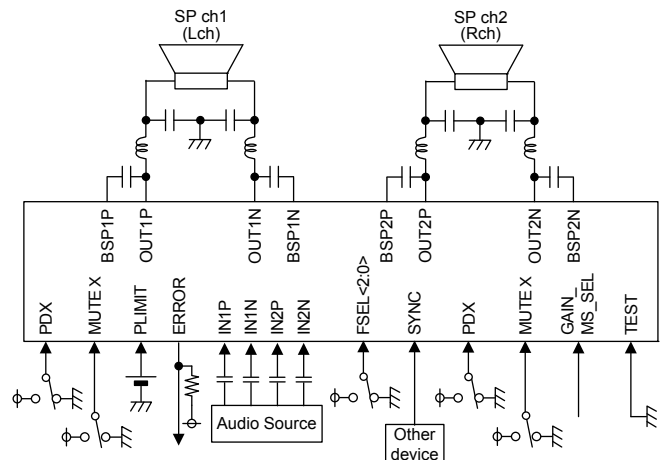 SP ch1
(Lch)
SP ch2
(Rch)
BSP1P
OUT1P
OUT1N
BSP1N
BSP2P
OUT2P
OUT2N
BSP2N
PDX
MUTE X
PLIMIT
ERROR
IN1P
IN1N
IN2P
IN2N
FSEL<2:0>
SYNC
PDX
MUTE X
GAIN_
MS_SEL
TEST
Audio Source
Other
device